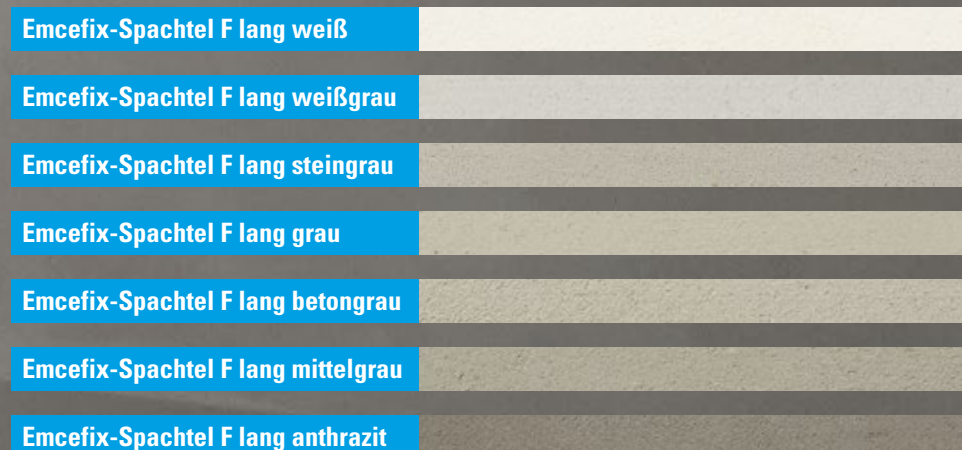 Emcefix-Spachtel F lang weiß
Emcefix-Spachtel F lang weißgrau
Emcefix-Spachtel F lang steingrau
Emcefix-Spachtel F lang grau
Emcefix-Spachtel F lang betongrau
Emcefix-Spachtel F lang mittelgrau
Emcefix-Spachtel F lang anthrazit